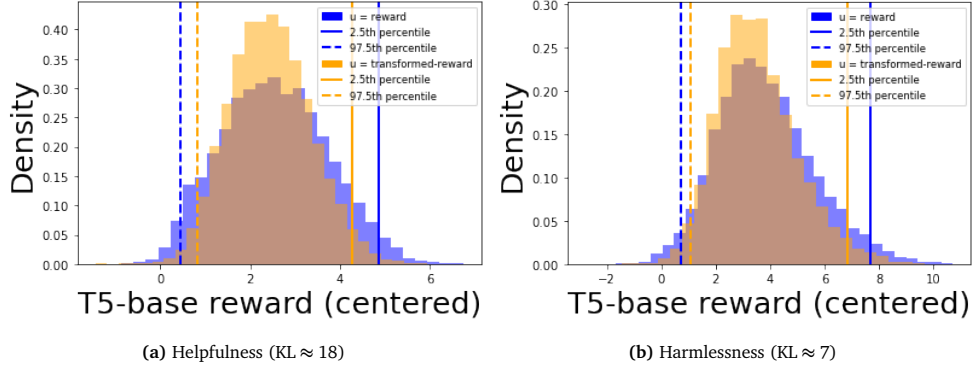 0.40
0.35
0.30
0.25
0.20
0.15
0.10
0.05
0.00
Density
0
2
4
6
T5-base reward (centered)
u = reward
2.5th percentile
97.5th percentile
u = transformed-reward
2.5th percentile
97.5th percentile
(a) Helpfulness (KL ≈ 18)
0.30
0.25
0.20
0.15
0.10
0.05
0.00
Density
−2
0
2
4
6
8
10
T5-base reward (centered)
u = reward
2.5th percentile
97.5th percentile
u = transformed-reward
2.5th percentile
97.5th percentile
(b) Harmlessness (KL ≈ 7)